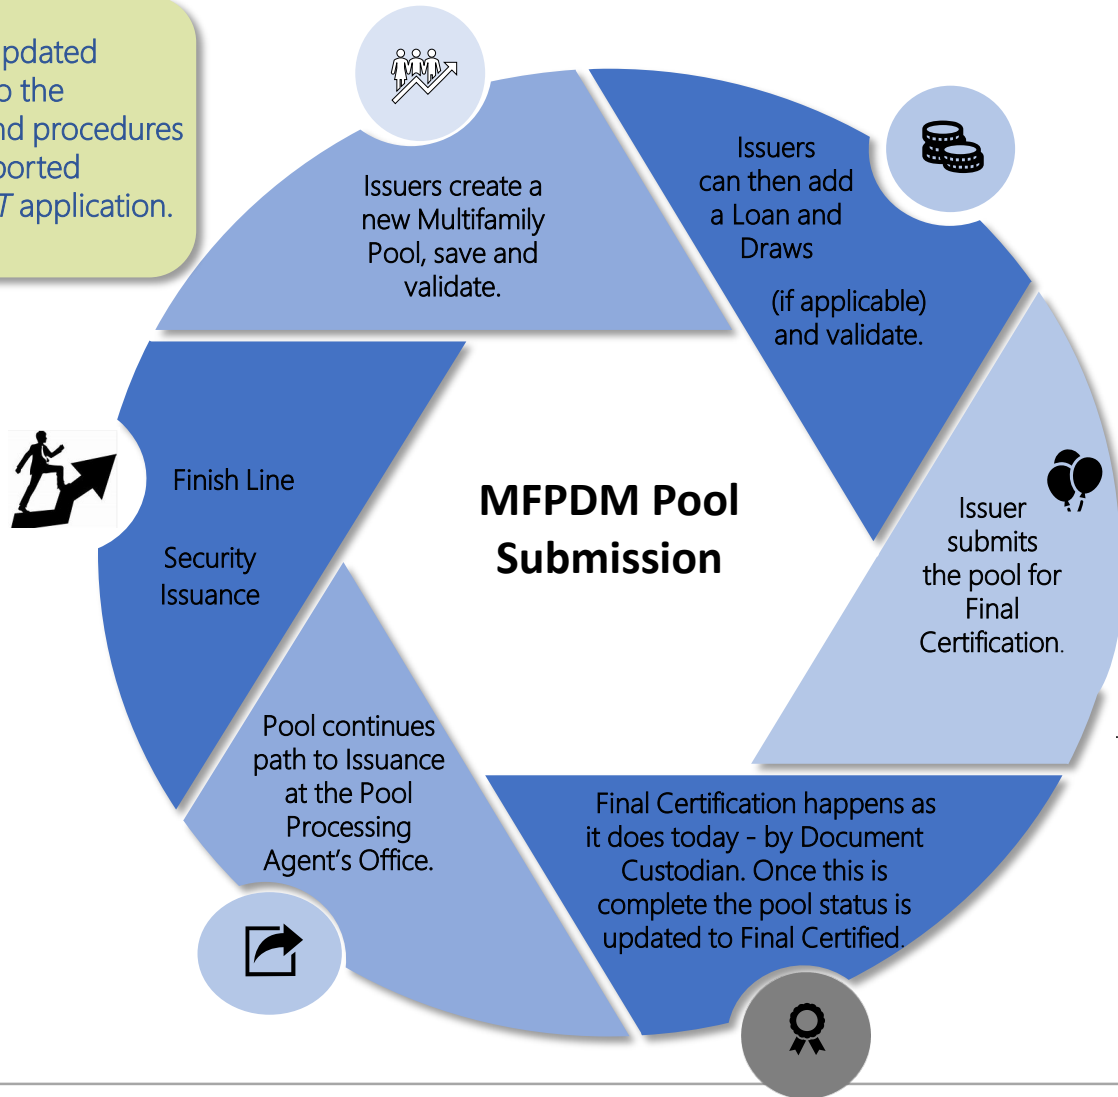 pdated
o the
nd procedures
ported
T application.
Issuers create a
new Multifamily
Pool, save and
validate.
Issuers
can then add
a Loan and
Draws
(if applicable)
and validate.
Issuer
submits
the pool for
Final
Certification.
Final Certification happens as
it does today - by Document
Custodian. Once this is
complete the pool status is
updated to Final Certified.
Pool continues
path to Issuance
at the Pool
Processing
Agent's Office.
Finish Line
Security
Issuance
MFPDM Pool
Submission